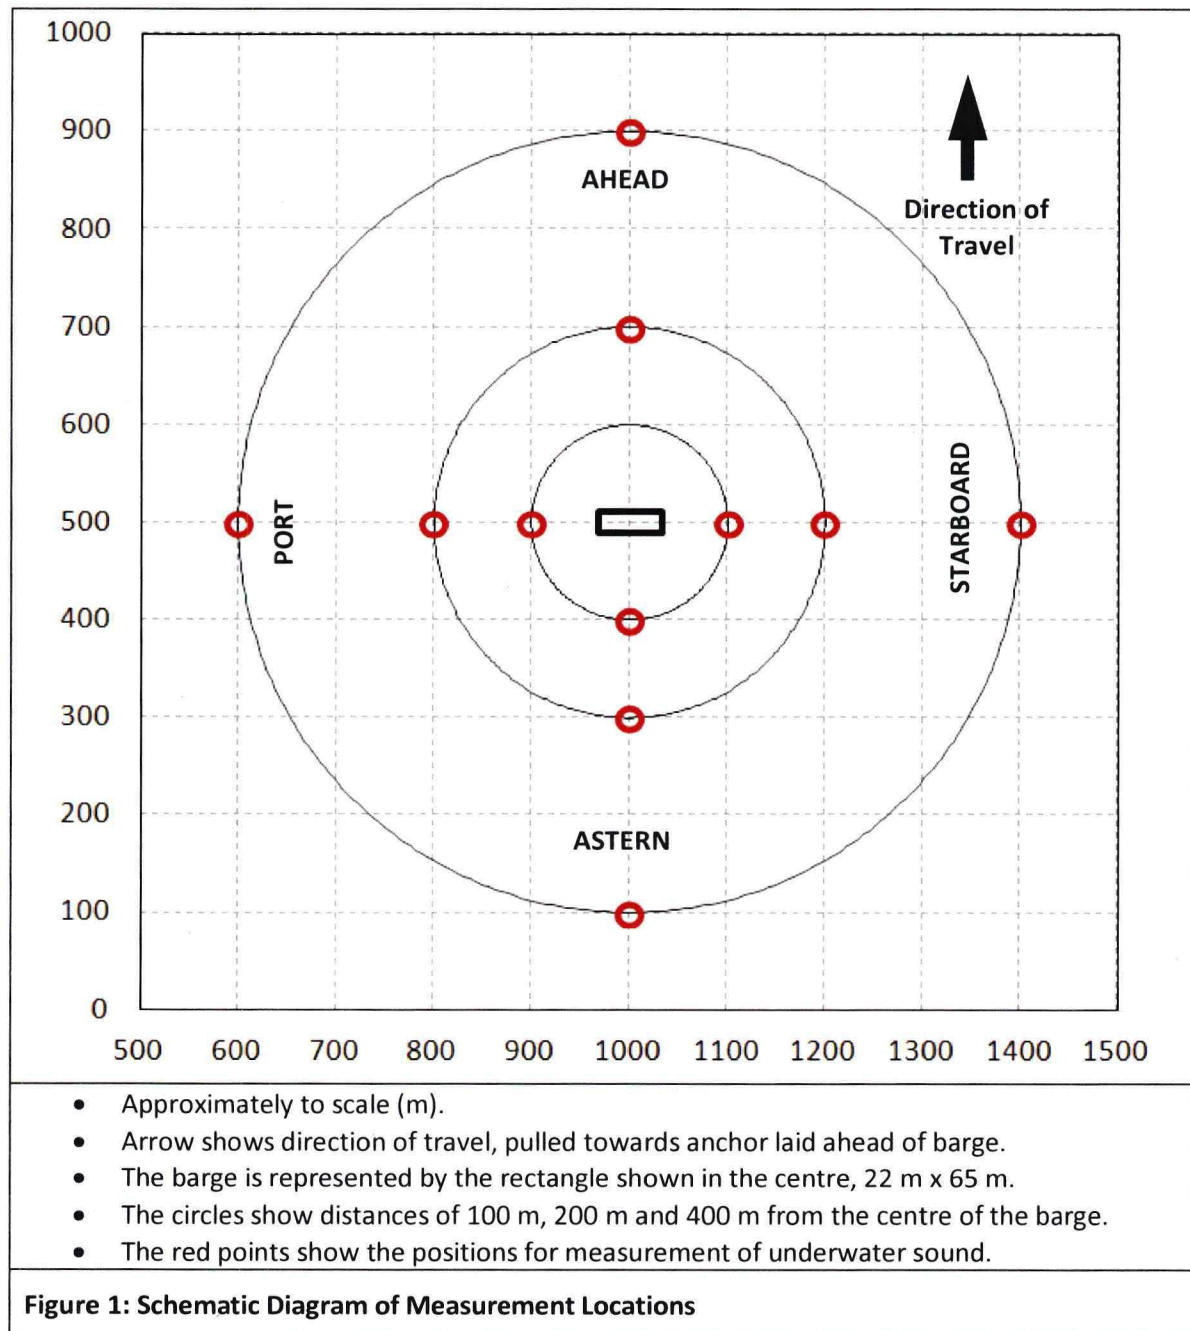 1000
900
AHEAD
800
Direction of
Travel
700
600
STARBOARD
500
PORT
400
300
200
ASTERN
100
0
500 600 700 800 900 1000 1100 1200 1300 1400 1500
• Approximately to scale (m).
• Arrow shows direction of travel, pulled towards anchor laid ahead of barge.
• The barge is represented by the rectangle shown in the centre, 22 m x 65 m.
• The circles show distances of 100 m, 200 m and 400 m from the centre of the barge.
• The red points show the positions for measurement of underwater sound.
Figure 1: Schematic Diagram of Measurement Locations